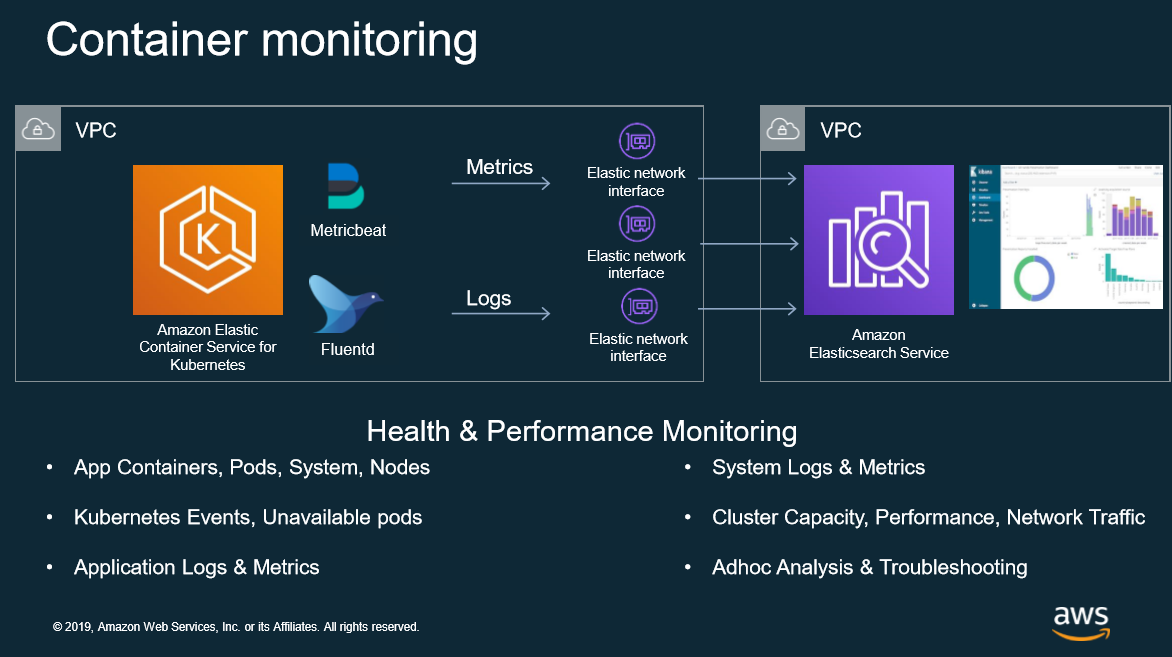 Container monitoring
VPC
Metricbeat
Fluentd
Amazon Elastic
Container Service for
Kubernetes
Metrics
Logs
Elastic network
interface
Elastic network
interface
Elastic network
interface
VPC
Amazon
Elasticsearch Service
Health & Performance Monitoring
• App Containers, Pods, System, Nodes
• Kubernetes Events, Unavailable pods
• Application Logs & Metrics
• System Logs & Metrics
• Cluster Capacity, Performance, Network Traffic
• Adhoc Analysis & Troubleshooting
© 2019, Amazon Web Services, Inc. or its Affiliates. All rights reserved.
aws